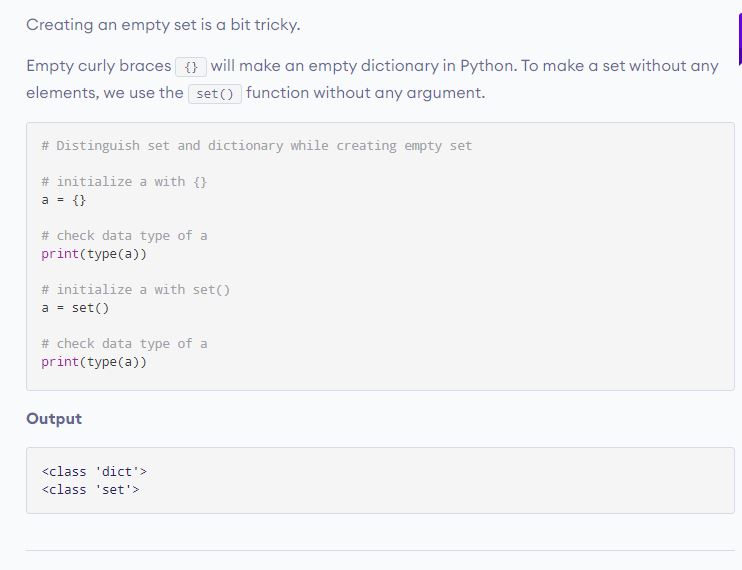 Creating an empty set is a bit tricky.
Empty curly braces {} will make an empty dictionary in Python. To make a set without any
elements, we use the set() function without any argument.
# Distinguish set and dictionary while creating empty set
# initialize a with {}
a = {}
# check data type of a
print(type(a))
# initialize a with set()
a = set()
# check data type of a
print(type(a))
Output
<class 'dict'>
<class 'set'>